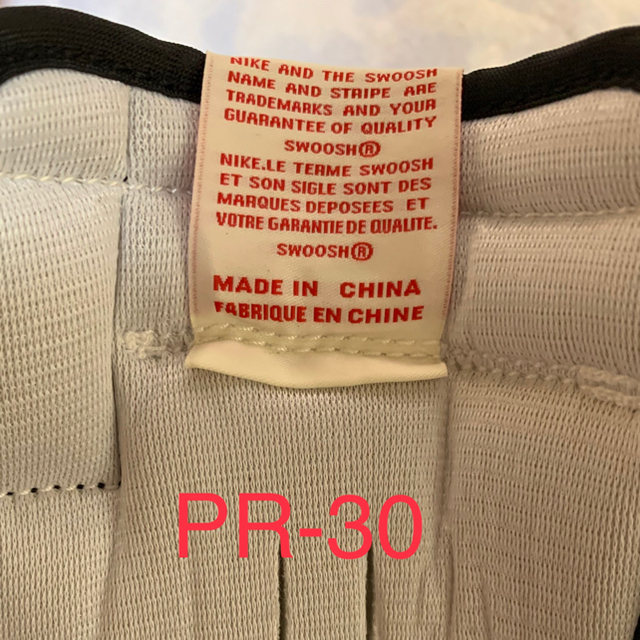 NIKE AND THE SWOOSH
NAME AND STRIPE ARE
TRADEMARKS AND YOUR
GUARANTEE OF QUALITY
SWOOSH®
NIKE.LE TERME SWOOSH
ET SON SIGLE SONT DES
MARQUES DEPOSEES ET
VOTRE GARANTIE DE QUALITE.
SWOOSH®
MADE IN CHINA
FABRIQUE EN CHINE
PR-30